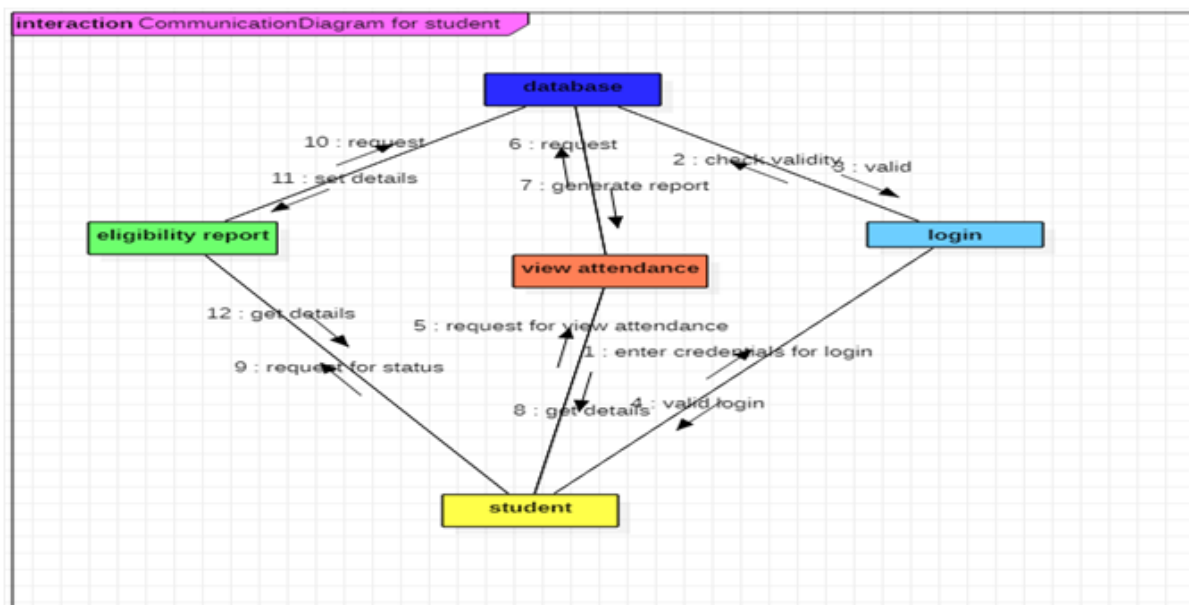 interaction CommunicationDiagram for student
database
10 : request
6 : request
2 : check validity
3 : valid
11 : set details
7 : generate report
eligibility report
login
view attendance
12 : get details
5 : request for view attendance
1 : enter credentials for login
9 : request for status
8 : get details
4 : valid login
student